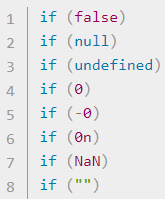 1 if (false)
2 if (null)
3 if (undefined)
4 if (0)
5 if (-0)
6 if (0n)
7 if (NaN)
8 if ("")